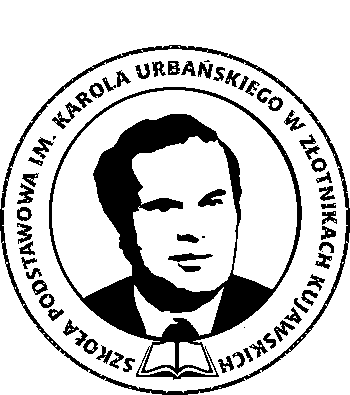 SZKOŁA PODSTAWOWA IM. KAROLA URBAŃSKIEGO W ZŁOTNIKACH KUJAWSKICH